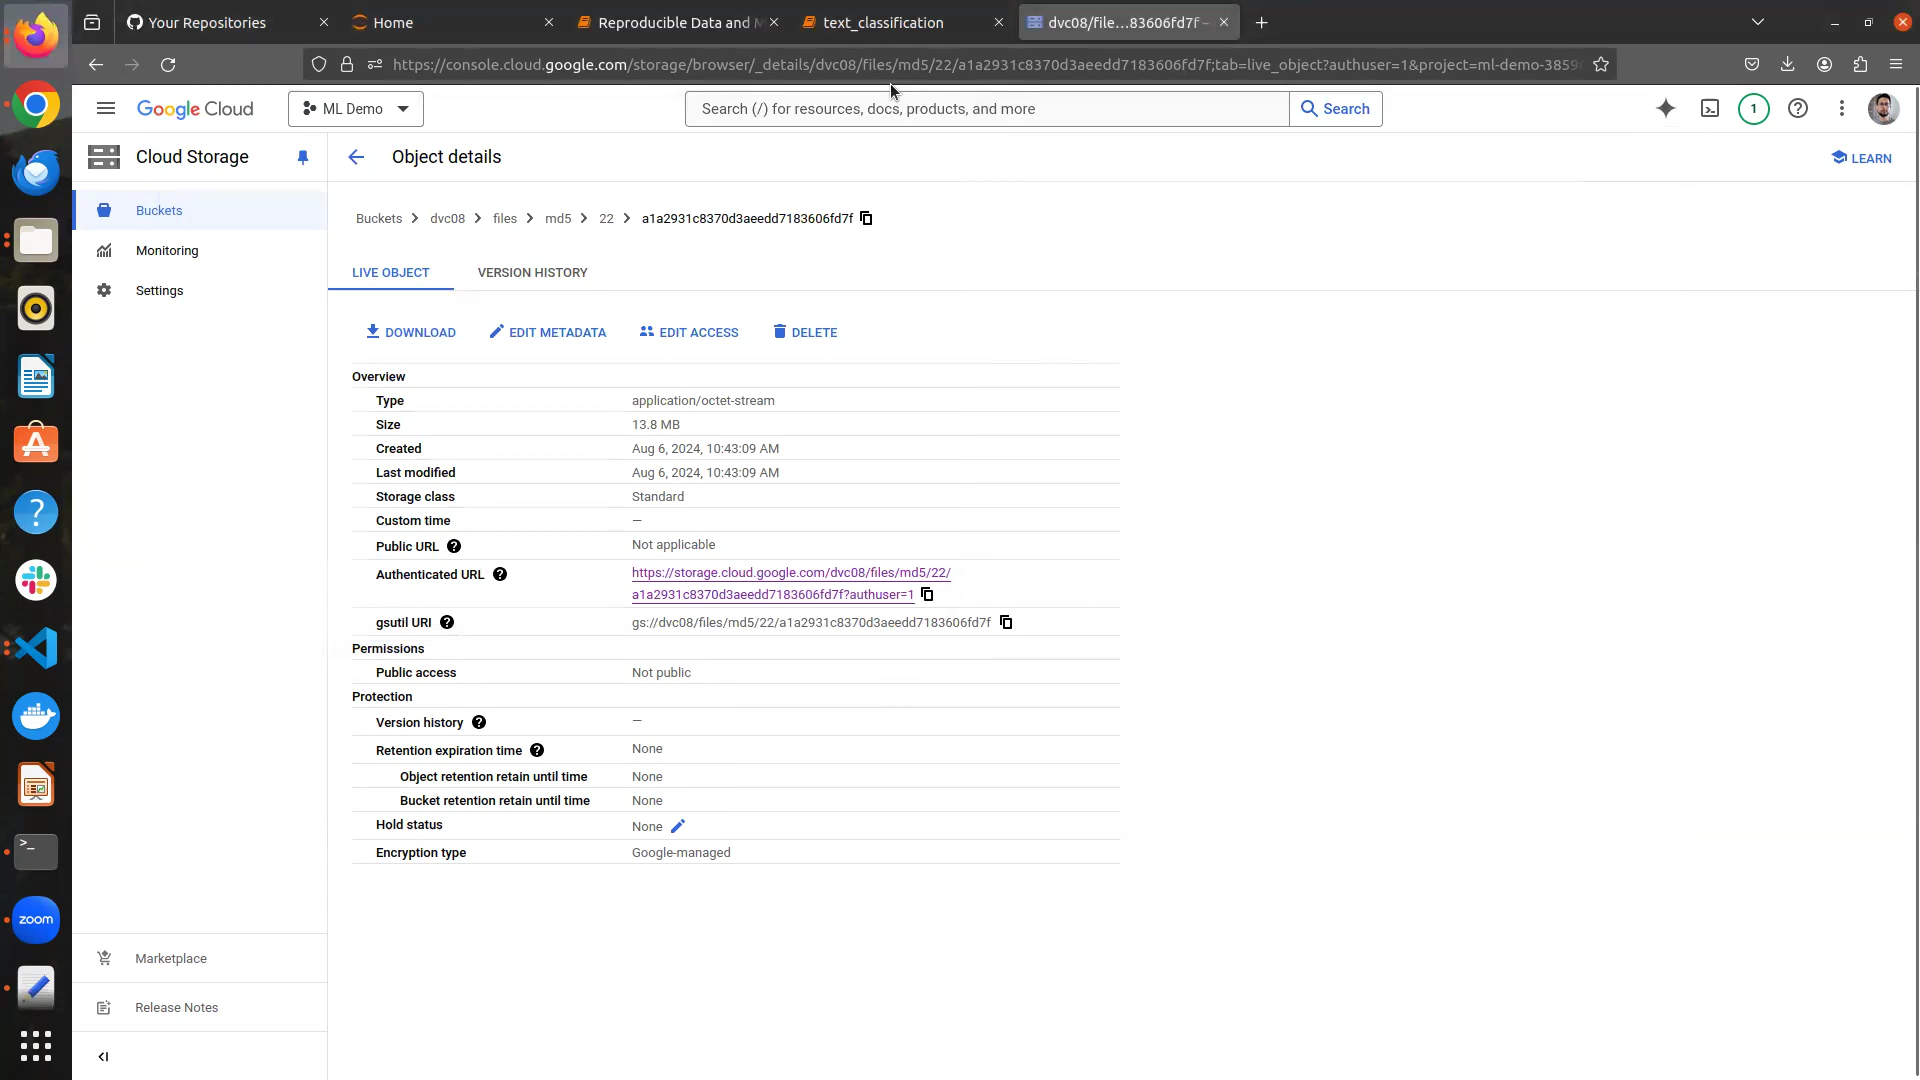 Your Repositories
Home
Reproducible Data and M
text_classification
dvc08/file...83606fd7f –
https://console.cloud.google.com/storage/browser/_details/dvc08/files/md5/22/a1a2931c8370d3aeedd7183606fd7f;tab=live_object?authuser=1&project=ml-demo-3859
Google Cloud
ML Demo
Search (/) for resources, docs, products, and more
Search
1
Cloud Storage
Object details
LEARN
Buckets
Monitoring
Settings
Buckets > dvc08 > files > md5 > 22 > a1a2931c8370d3aeedd7183606fd7f
LIVE OBJECT
VERSION HISTORY
DOWNLOAD
EDIT METADATA
EDIT ACCESS
DELETE
Overview
Type application/octet-stream
Size 13.8 MB
Created Aug 6, 2024, 10:43:09 AM
Last modified Aug 6, 2024, 10:43:09 AM
Storage class Standard
Custom time —
Public URL Not applicable
Authenticated URL https://storage.cloud.google.com/dvc08/files/md5/22/
a1a2931c8370d3aeedd7183606fd7f?authuser=1
gsutil URI gs://dvc08/files/md5/22/a1a2931c8370d3aeedd7183606fd7f
Permissions
Public access Not public
Protection
Version history —
Retention expiration time None
Object retention retain until time None
Bucket retention retain until time None
Hold status None
Encryption type Google-managed
zoom
Marketplace
Release Notes